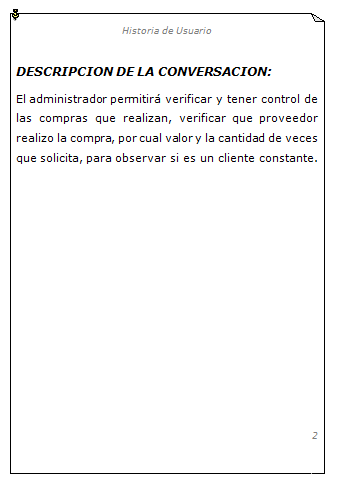 Historia de Usuario
DESCRIPCION DE LA CONVERSACION:
El administrador permitirá verificar y tener control de
las compras que realizan, verificar que proveedor
realizo la compra, por cual valor y la cantidad de veces
que solicita, para observar si es un cliente constante.
2